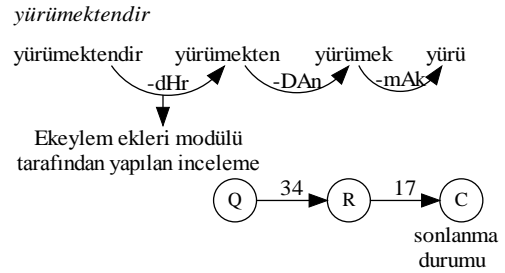 yürümektendir
yürümektendir yürümekten yürümek yürü
-dHr -DAn -mAk
Ekeylem ekleri modülü
tarafından yapılan inceleme
Q 34 R 17 C
sonlanma
durumu